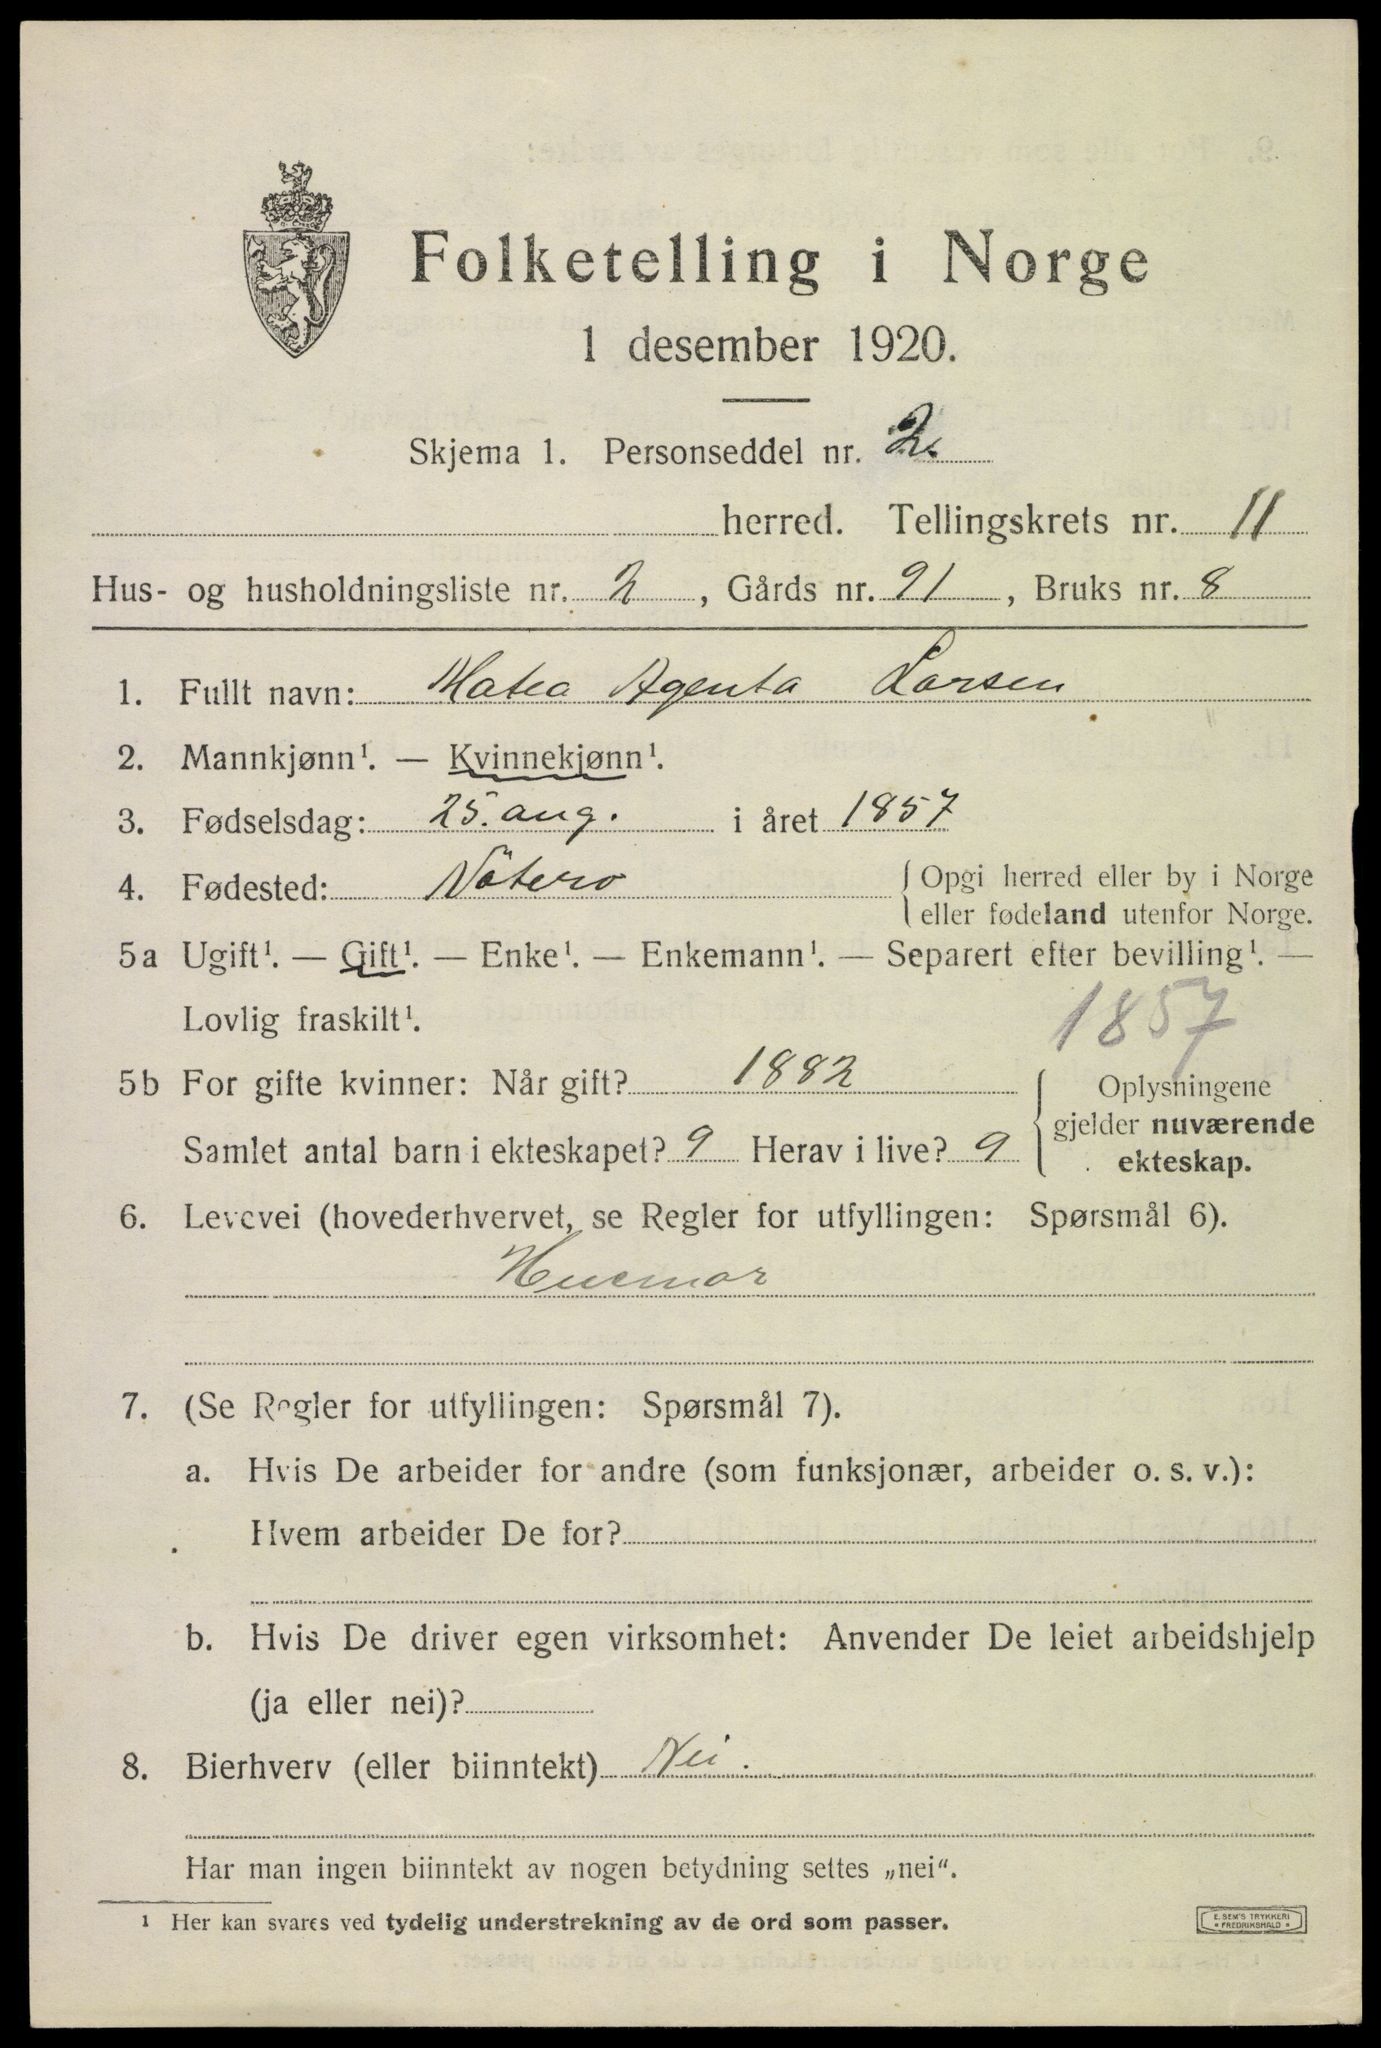 Folketelling i Norge
1 desember 1920.
Skjema 1. Personseddel nr. 2.
herred. Tellingskrets nr. 11
Hus- og husholdningsliste nr. 2, Gårds nr. 91, Bruks nr. 8
1. Fullt navn: Matea Agenta Larsen
2. Mannkjønn¹. — Kvinnekjønn¹.
3. Fødselsdag: 25. aug. i året 1857
4. Fødested: Nöterö { Opgi herred eller by i Norge
eller fødeland utenfor Norge.
5a Ugift¹. — Gift¹. — Enke¹. — Enkemann¹. — Separert efter bevilling¹. —
Lovlig fraskilt¹. 1857
5b For gifte kvinner: Når gift? 1882 { Oplysningene
gjelder nuværende
Samlet antal barn i ekteskapet? 9 Herav i live? 9 ekteskap.
6. Levevei (hovederhvervet, se Regler for utfyllingen: Spørsmål 6).
Husmor
7. (Se Regler for utfyllingen: Spørsmål 7).
a. Hvis De arbeider for andre (som funksjonær, arbeider o. s. v.):
Hvem arbeider De for?
b. Hvis De driver egen virksomhet: Anvender De leiet arbeidshjelp
(ja eller nei)?
8. Bierhverv (eller biinntekt) Nei.
Har man ingen biinntekt av nogen betydning settes „nei“.
¹ Her kan svares ved tydelig understrekning av de ord som passer.
E. SEM'S TRYKKERI
FREDRIKSHALD